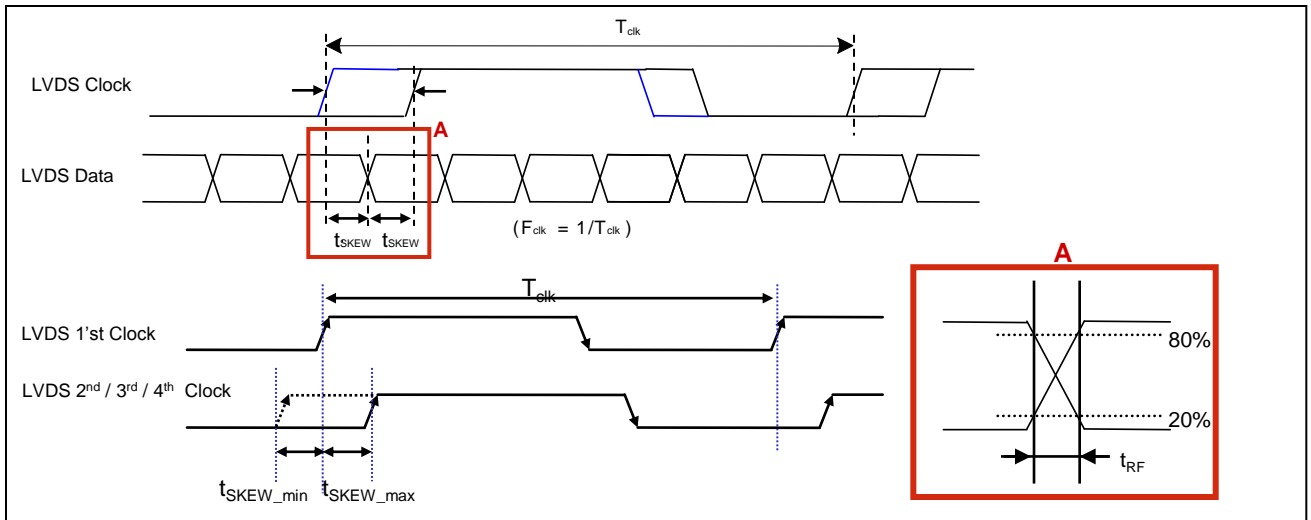 Tclk
LVDS Clock
A
LVDS Data
tSKEW tSKEW
(Fclk = 1/Tclk)
A
Tclk
LVDS 1'st Clock
80%
LVDS 2nd / 3rd / 4th Clock
20%
tRF
tSKEW_min tSKEW_max